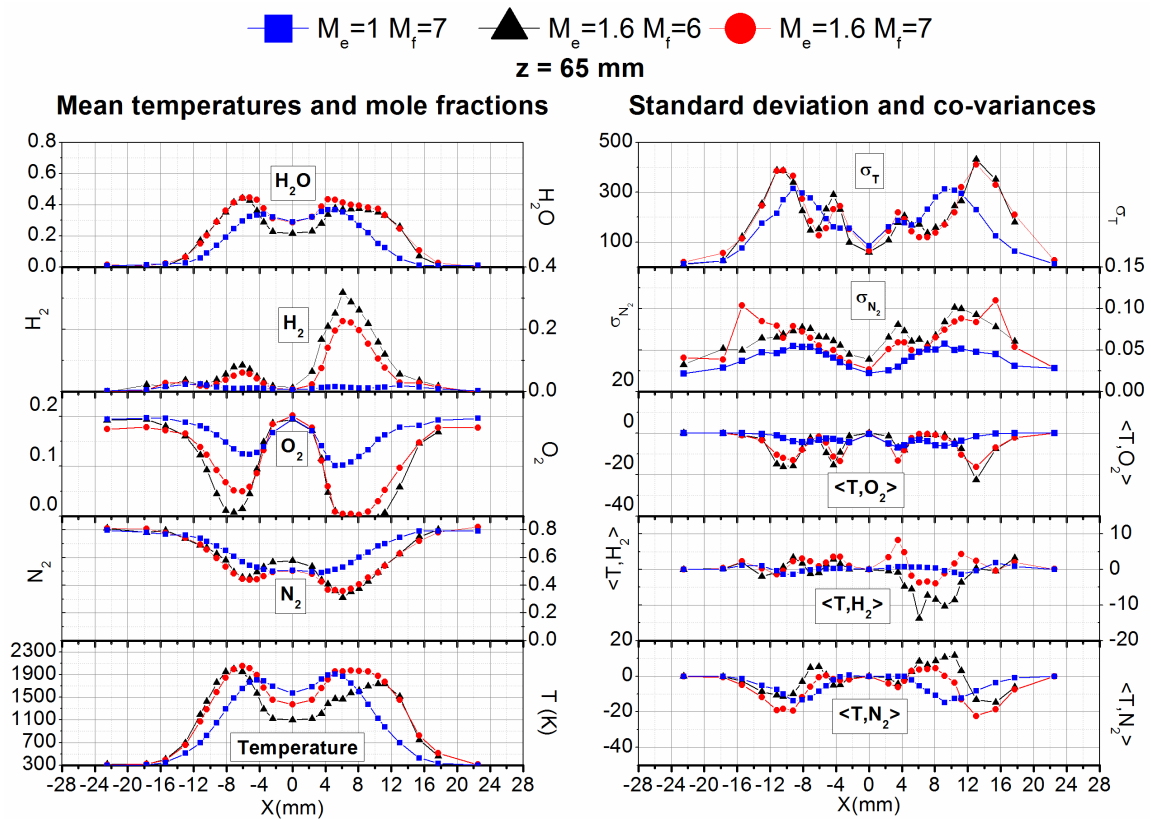 Me=1 Mf=7 Me=1.6 Mf=6 Me=1.6 Mf=7
z = 65 mm
Mean temperatures and mole fractions
0.8
0.6
0.4
0.2
0.0
H2O
H2O
0.4
H2
H2
0.2
0.0
0.2
0.1
0.0
O2
O2
N2
N2
0.8
0.6
0.4
0.2
0.0
2300
1900
1500
1100
700
300
Temperature
T (K)
-28 -24 -20 -16 -12 -8 -4 0 4 8 12 16 20 24 28
X(mm)
Standard deviation and co-variances
500
300
100
σT
σT
0.15
σN2
σN2
0.10
0.05
0.00
20
0
-20
-40
<T,O2>
<T,O2>
<T,H2>
<T,H2>
10
0
-10
-20
20
0
-20
-40
<T,N2>
<T,N2>
-28 -24 -20 -16 -12 -8 -4 0 4 8 12 16 20 24 28
X(mm)